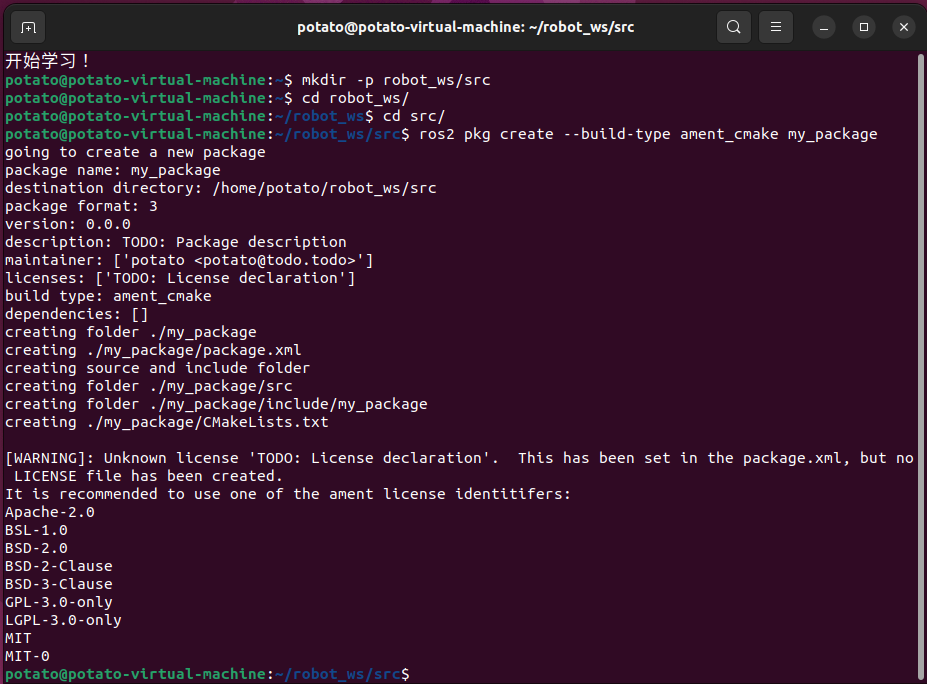 potato@potato-virtual-machine: ~/robot_ws/src
开始学习！
potato@potato-virtual-machine:~$ mkdir -p robot_ws/src
potato@potato-virtual-machine:~$ cd robot_ws/
potato@potato-virtual-machine:~/robot_ws$ cd src/
potato@potato-virtual-machine:~/robot_ws/src$ ros2 pkg create --build-type ament_cmake my_package
going to create a new package
package name: my_package
destination directory: /home/potato/robot_ws/src
package format: 3
version: 0.0.0
description: TODO: Package description
maintainer: ['potato <potato@todo.todo>']
licenses: ['TODO: License declaration']
build type: ament_cmake
dependencies: []
creating folder ./my_package
creating ./my_package/package.xml
creating source and include folder
creating folder ./my_package/src
creating folder ./my_package/include/my_package
creating ./my_package/CMakeLists.txt
[WARNING]: Unknown license 'TODO: License declaration'.  This has been set in the package.xml, but no
 LICENSE file has been created.
It is recommended to use one of the ament license identitifers:
Apache-2.0
BSL-1.0
BSD-2.0
BSD-2-Clause
BSD-3-Clause
GPL-3.0-only
LGPL-3.0-only
MIT
MIT-0
potato@potato-virtual-machine:~/robot_ws/src$